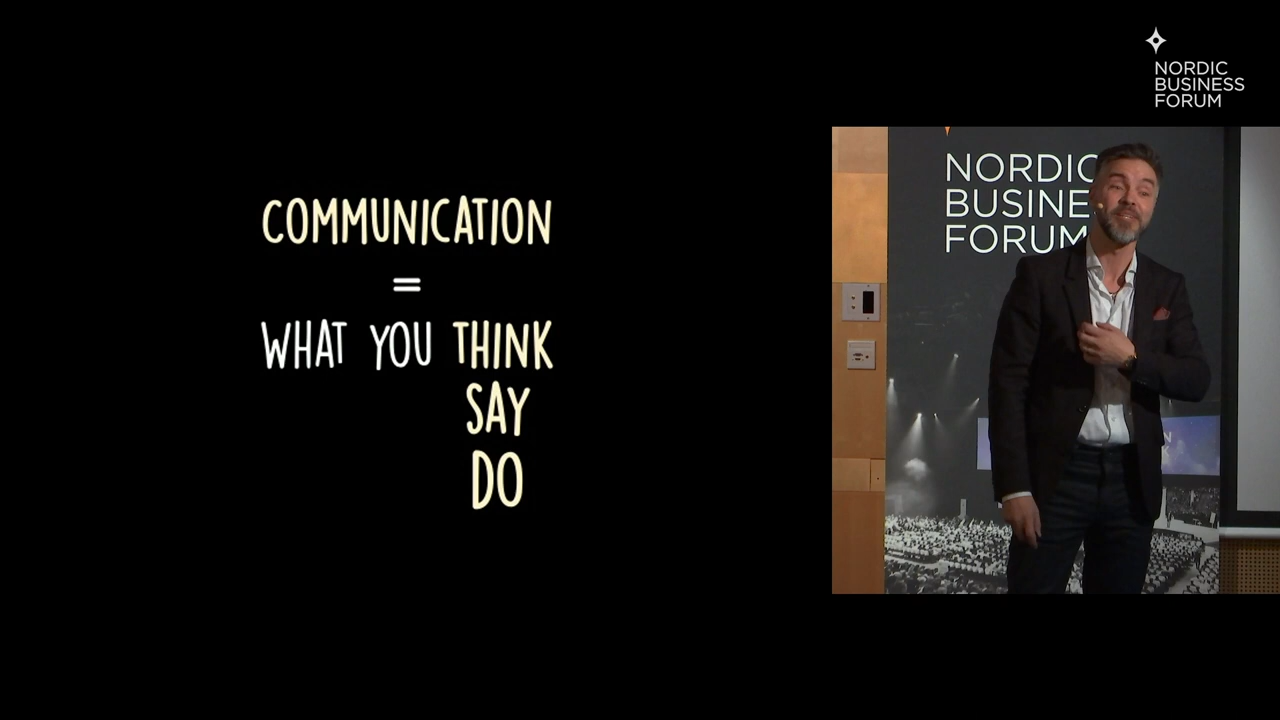 COMMUNICATION
=
WHAT YOU THINK
SAY
DO
NORDIC
BUSINESS
FORUM
NORDIC
BUSINE
FORUM